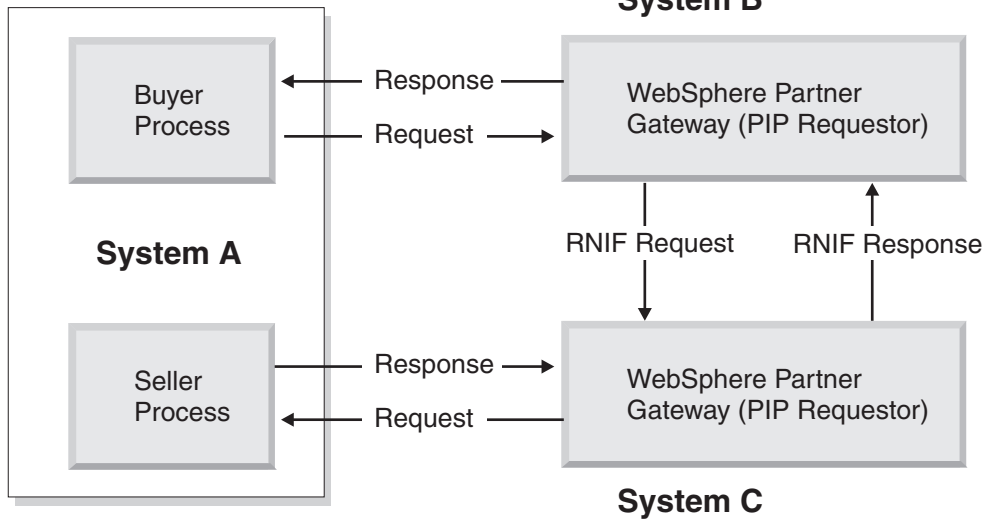 System B
Buyer
Process
Response
Request
WebSphere Partner
Gateway (PIP Requestor)
System A
RNIF Request
RNIF Response
Seller
Process
Response
Request
WebSphere Partner
Gateway (PIP Requestor)
System C